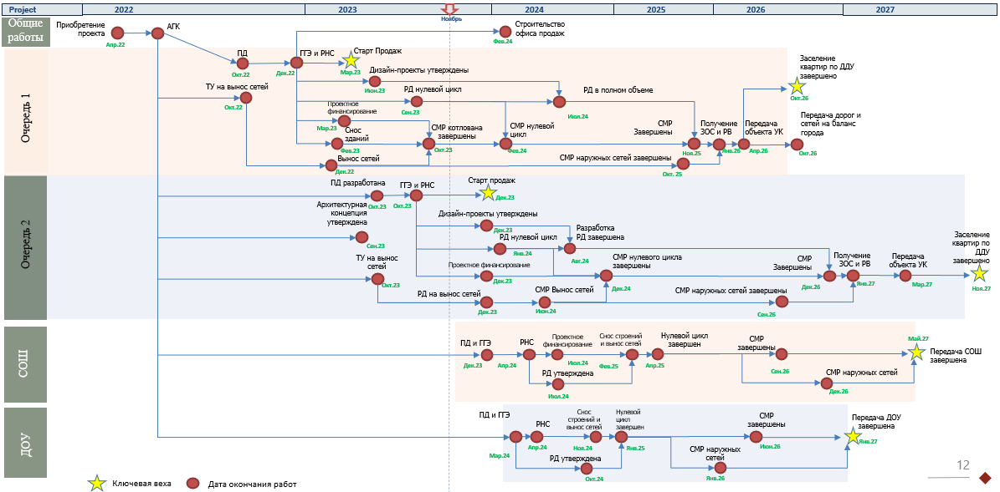 Project
2022
2023
2024
2025
2026
2027
Ноябрь
Общие
работы
Приобретение
проекта
Апр.22
АГК
Строительство
офиса продаж
Фев.24
Очередь 1
ПД
Окт.22
ГГЭ и РНС
Дек.22
Старт Продаж
Мар.23
Дизайн-проекты утверждены
Июн.23
ТУ на вынос сетей
Окт.22
РД нулевой цикл
Сен.23
РД в полном объеме
Июл.24
Проектное
финансирование
Мар.23
Снос
зданий
Фев.23
СМР котлована
завершены
Окт.23
СМР нулевой
цикл
Фев.24
СМР
Завершены
Ноя.25
Получение
ЗОС и РВ
Янв.26
Передача
объекта УК
Апр.26
Заселение
квартир по ДДУ
завершено
Окт.26
Передача дорог и
сетей на баланс
города
Окт.26
Вынос сетей
Дек.22
СМР наружных сетей завершены
Окт. 25
Очередь 2
ПД разработана
Окт.23
ГГЭ и РНС
Окт.23
Старт продаж
Дек.23
Архитектурная
концепция
утверждена
Сен.23
Дизайн-проекты утверждены
Дек.23
РД нулевой цикл
Янв.24
Разработка
РД завершена
Авг.24
ТУ на вынос
сетей
Окт.23
Проектное финансирование
Дек.23
СМР нулевого цикла
завершены
Дек.24
СМР
Завершены
Дек.26
Получение
ЗОС и РВ
Янв.27
Передача
объекта УК
Мар.27
Заселение
квартир по
ДДУ
завершено
Ноя.27
РД на вынос сетей
Дек.23
СМР Вынос сетей
Июн.24
СМР наружных сетей завершены
Сен.26
СОШ
ПД и ГГЭ
Дек.23
РНС
Апр.24
Проектное
финансирование
Июл.24
Снос строений
и вынос сетей
Фев.25
Нулевой цикл
завершен
Апр.25
СМР
завершены
Сен.26
Май.27
Передача СОШ
завершена
РД утверждена
Июл.24
СМР наружных сетей
Дек.26
ДОУ
ПД и ГГЭ
Мар.24
РНС
Апр.24
Снос
строений и
вынос сетей
Ноя.24
Нулевой
цикл
завершен
Янв.25
СМР
завершены
Июн.26
Передача ДОУ
завершена
Янв.27
РД утверждена
Окт.24
СМР наружных
сетей
Янв.26
Ключевая веха
Дата окончания работ
12